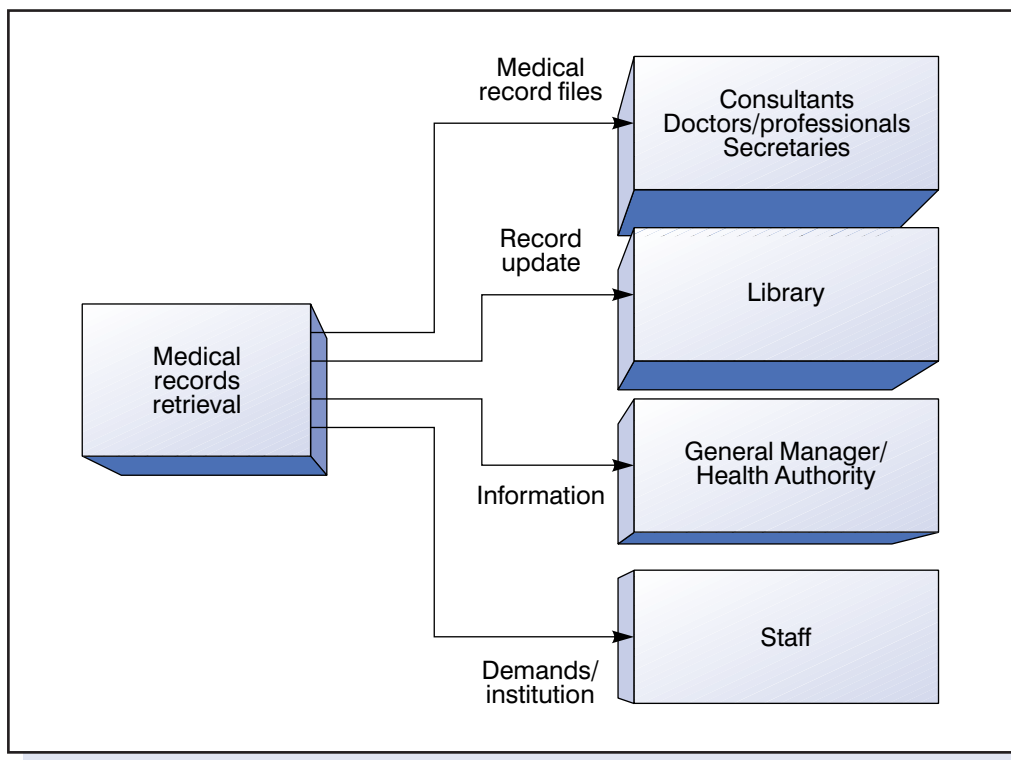 Medical
record files
Consultants
Doctors/professionals
Secretaries
Record
update
Library
Medical
records
retrieval
General Manager/
Health Authority
Information
Staff
Demands/
institution